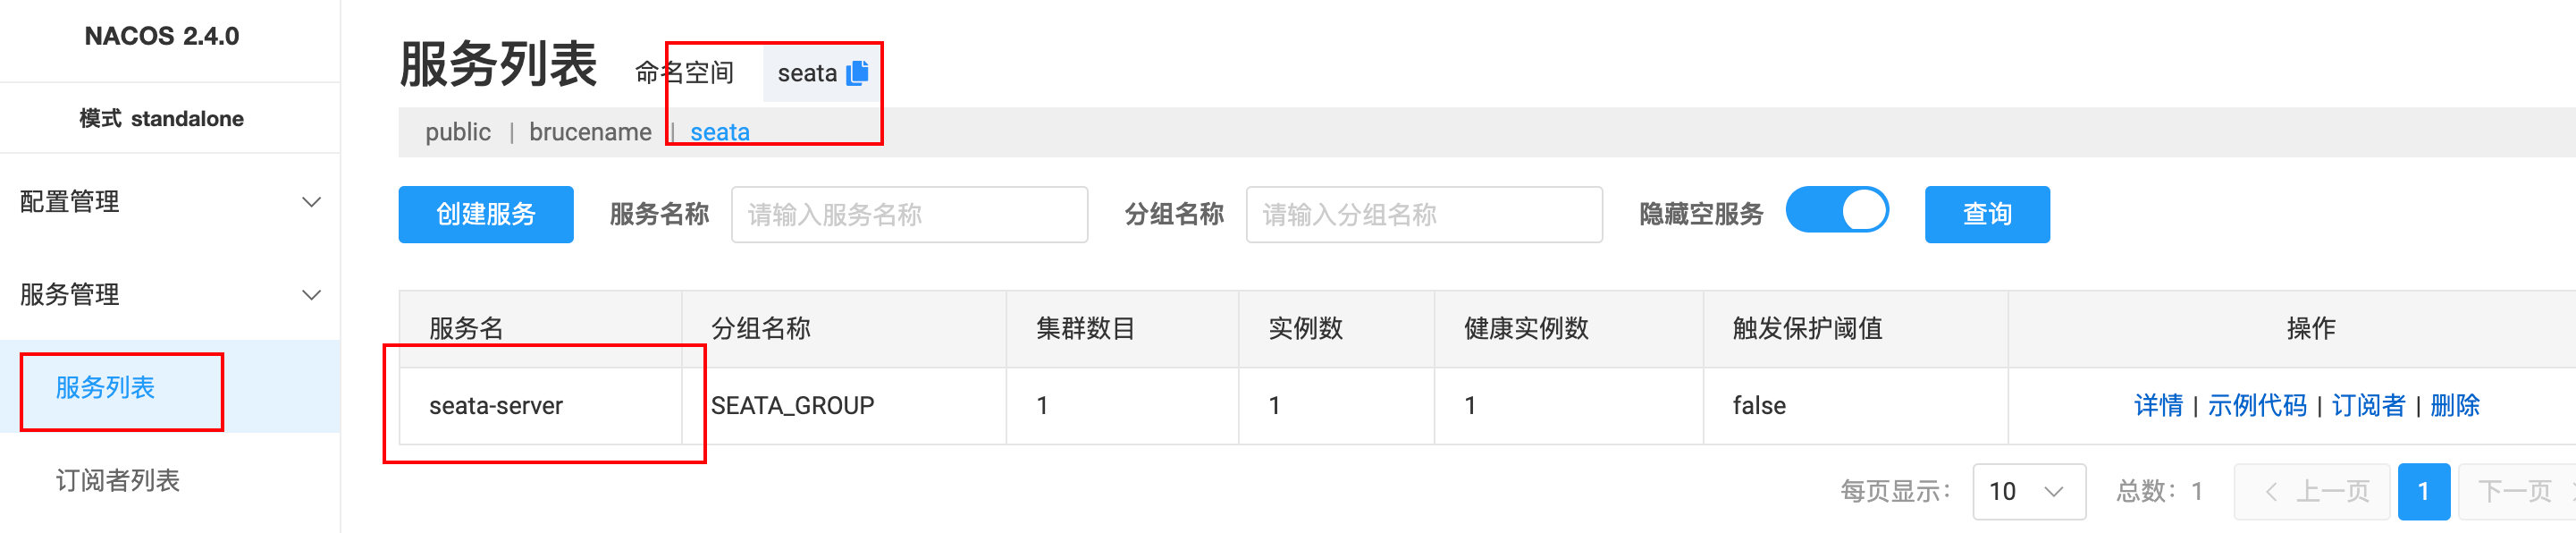 NACOS 2.4.0
模式 standalone
配置管理
服务管理
服务列表
订阅者列表
服务列表 命名空间 seata
public | brucename | seata
创建服务 服务名称 请输入服务名称 分组名称 请输入分组名称 隐藏空服务 查询
服务名 分组名称 集群数目 实例数 健康实例数 触发保护阈值 操作
seata-server SEATA_GROUP 1 1 1 false 详情 | 示例代码 | 订阅者 | 删除
每页显示: 10 总数: 1 上一页 1 下一页